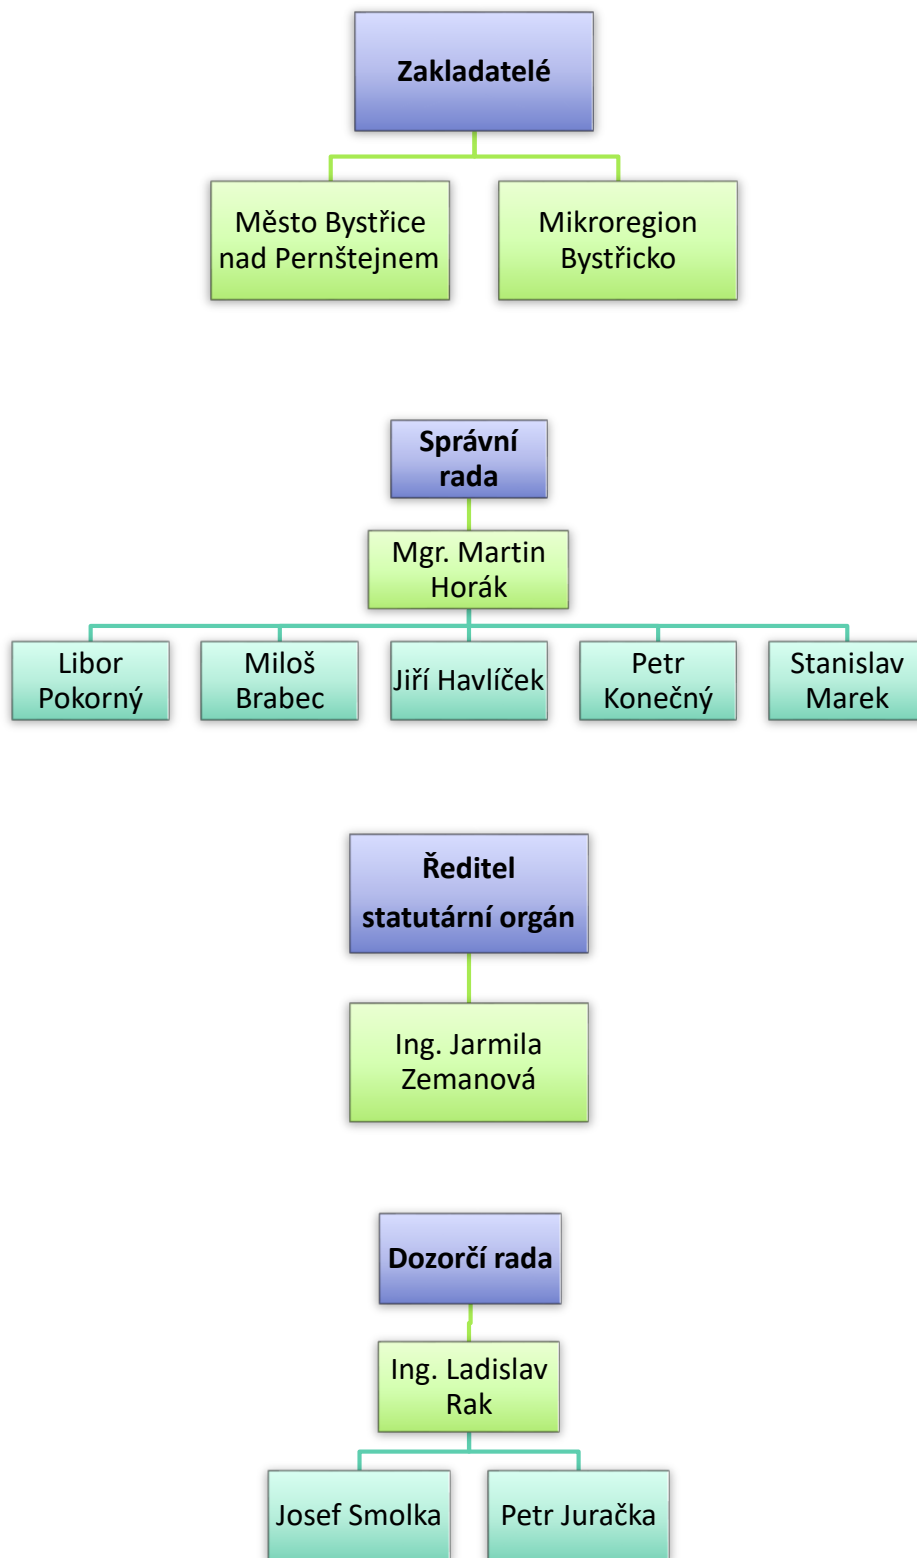 Zakladatelé
Město Bystřice
nad Pernštejnem
Mikroregion
Bystřicko
Správní
rada
Mgr. Martin
Horák
Libor
Pokorný
Miloš
Brabec
Jiří Havlíček
Petr
Konečný
Stanislav
Marek
Ředitel
statutární orgán
Ing. Jarmila
Zemanová
Dozorčí rada
Ing. Ladislav
Rak
Josef Smolka
Petr Juračka